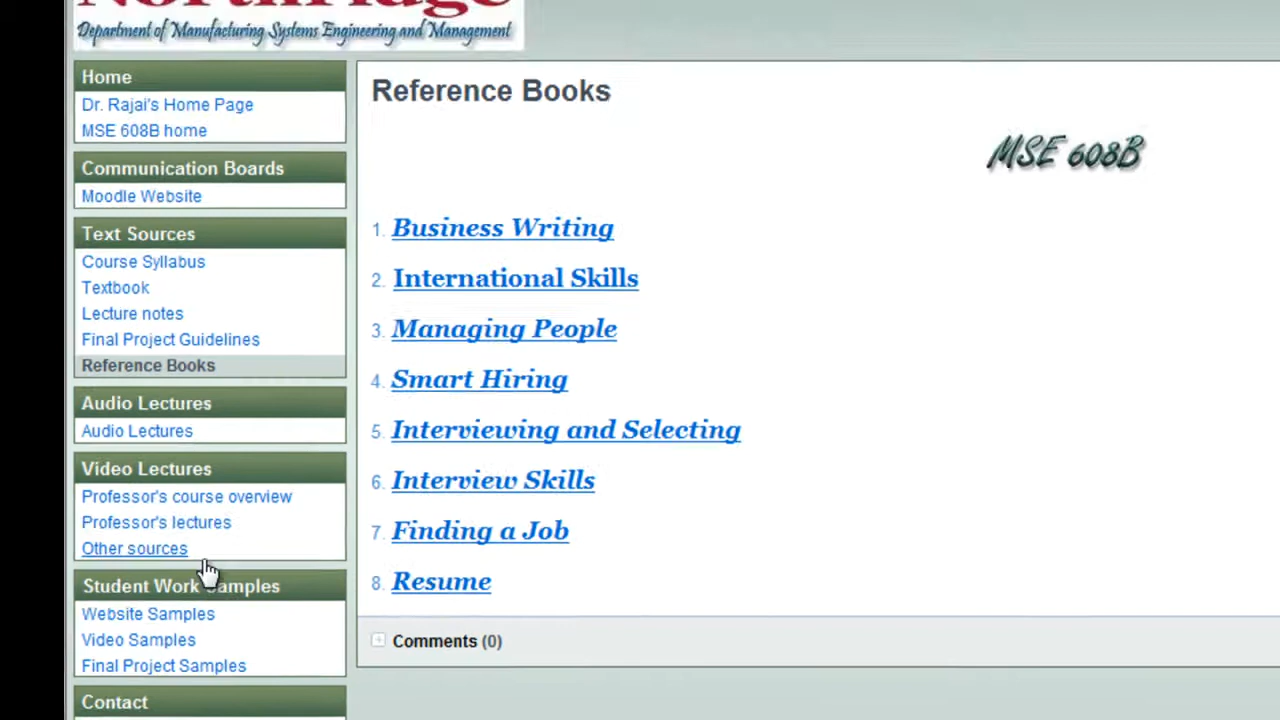 Northridge
Department of Manufacturing Systems Engineering and Management
Home
Dr. Rajai's Home Page
MSE 608B home
Communication Boards
Moodle Website
Text Sources
Course Syllabus
Textbook
Lecture notes
Final Project Guidelines
Reference Books
Audio Lectures
Audio Lectures
Video Lectures
Professor's course overview
Professor's lectures
Other sources
Student Work Samples
Website Samples
Video Samples
Final Project Samples
Contact
Reference Books
MSE 608B
1. Business Writing
2. International Skills
3. Managing People
4. Smart Hiring
5. Interviewing and Selecting
6. Interview Skills
7. Finding a Job
8. Resume
Comments (0)